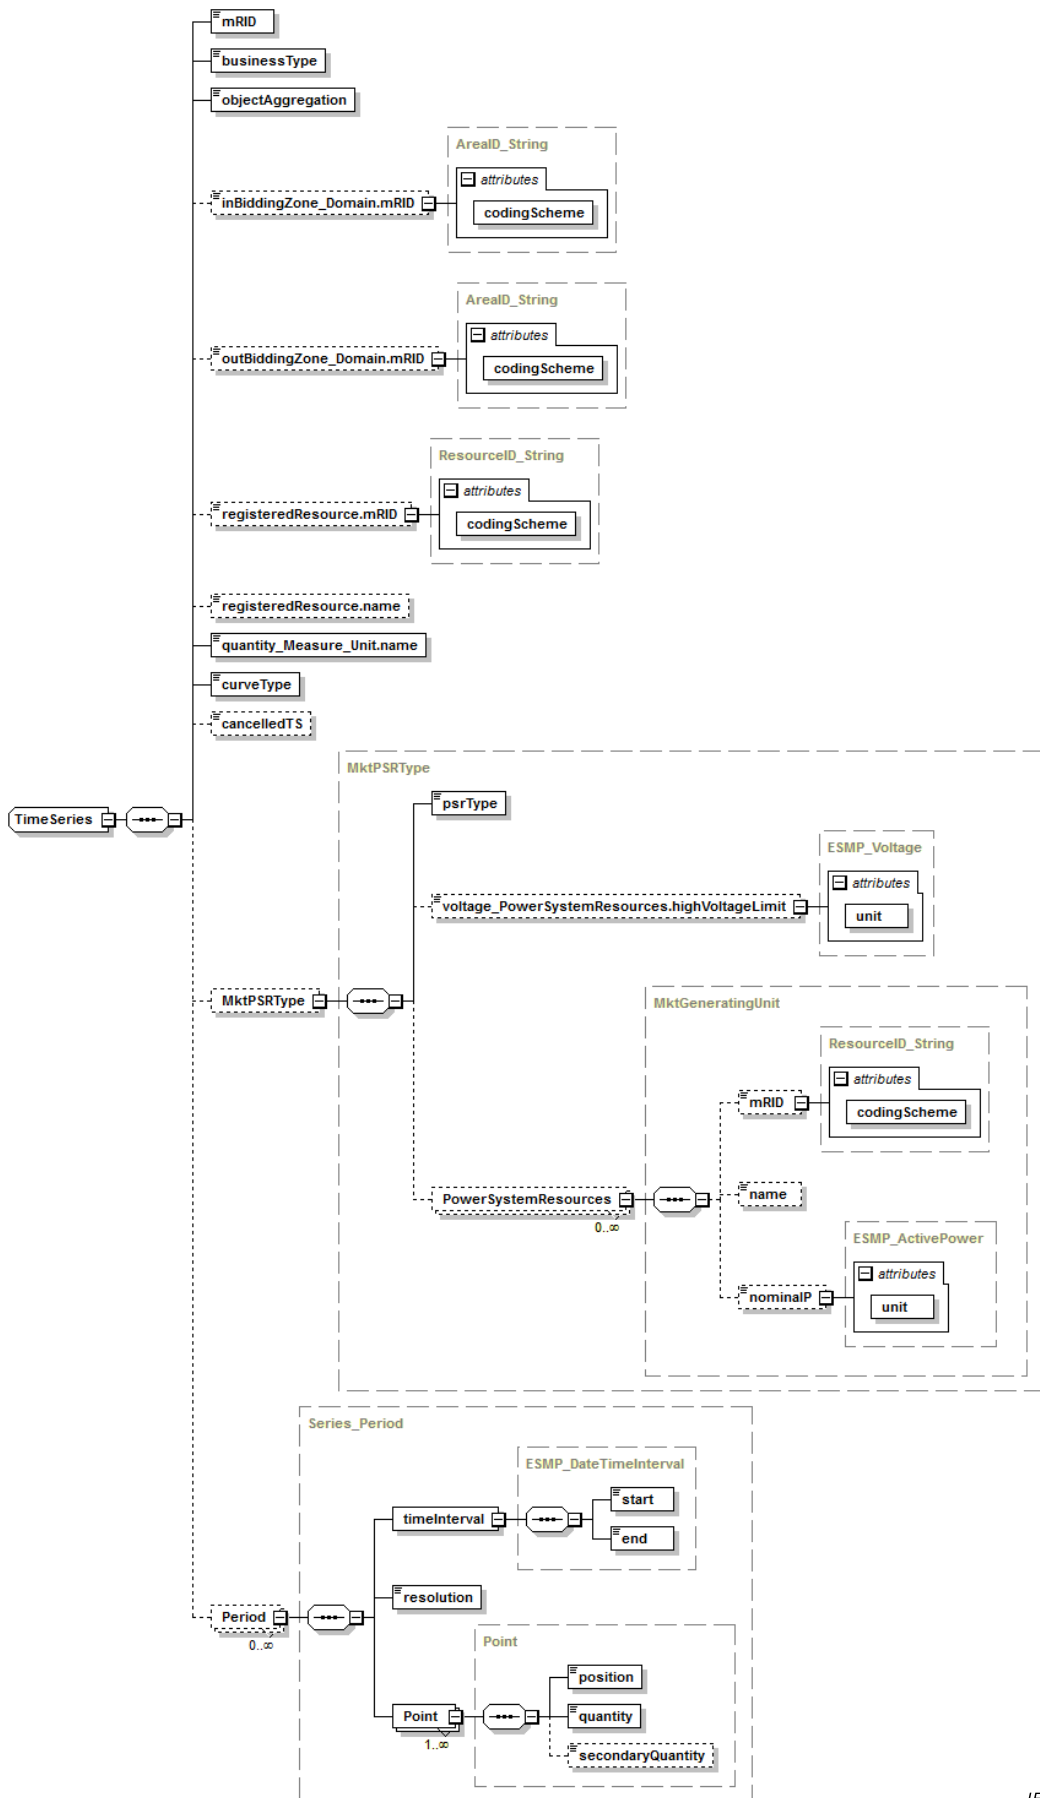 mRID
businessType
objectAggregation
AreaID_String
attributes
inBiddingZone_Domain.mRID
codingScheme
AreaID_String
attributes
outBiddingZone_Domain.mRID
codingScheme
ResourceID_String
attributes
registeredResource.mRID
codingScheme
registeredResource.name
quantity_Measure_Unit.name
curveType
cancelledTS
MktPSRType
psrType
TimeSeries
ESMP_Voltage
attributes
voltage_PowerSystemResources.highVoltageLimit
unit
MktPSRType
MktGeneratingUnit
ResourceID_String
attributes
mRID
codingScheme
PowerSystemResources
0..∞
name
ESMP_ActivePower
attributes
nominalP
unit
Series_Period
ESMP_DateTimeInterval
start
timeInterval
end
resolution
Period
0..∞
Point
position
Point
1..∞
quantity
secondaryQuantity